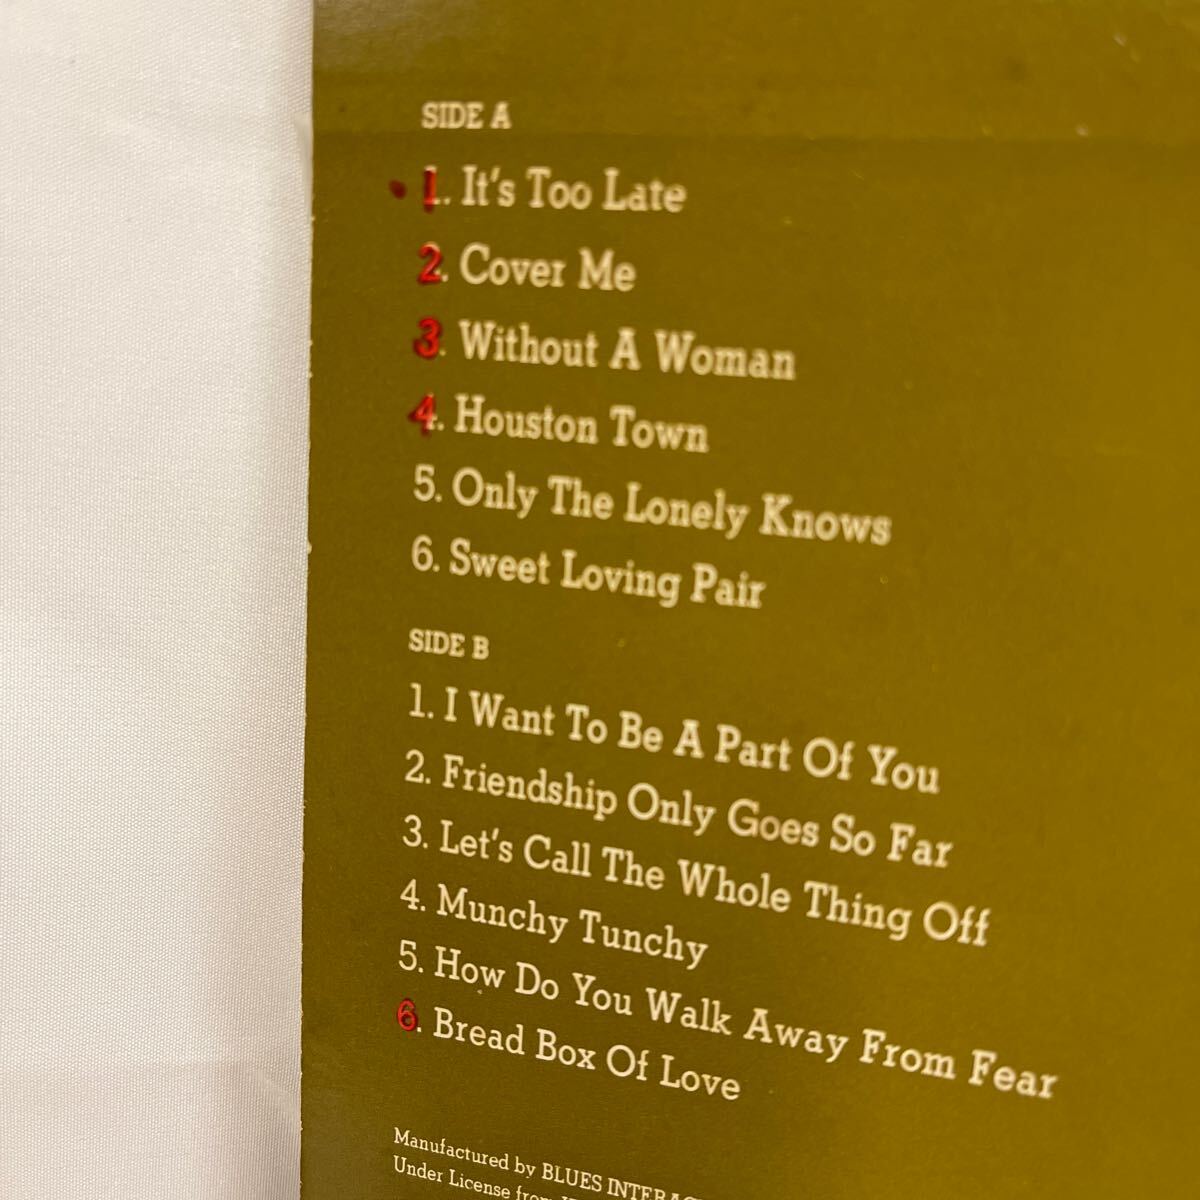 SIDE A
1. It's Too Late
2. Cover Me
3. Without A Woman
4. Houston Town
5. Only The Lonely Knows
6. Sweet Loving Pair
SIDE B
1. I Want To Be A Part Of You
2. Friendship Only Goes So Far
3. Let's Call The Whole Thing Off
4. Munchy Tunchy
5. How Do You Walk Away From Fear
6. Bread Box Of Love
Manufactured by BLUES
Under License from